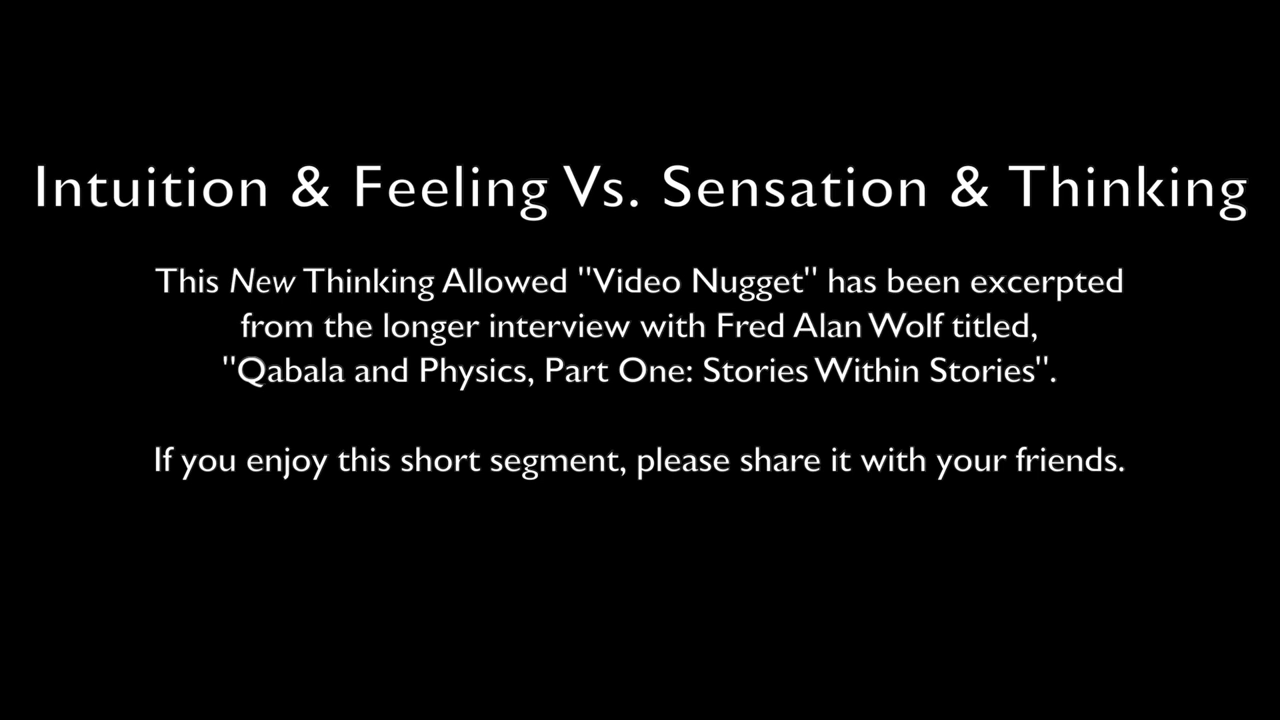 Intuition & Feeling Vs. Sensation & Thinking
This New Thinking Allowed "Video Nugget" has been excerpted
from the longer interview with Fred Alan Wolf titled,
"Qabala and Physics, Part One: Stories Within Stories".
If you enjoy this short segment, please share it with your friends.